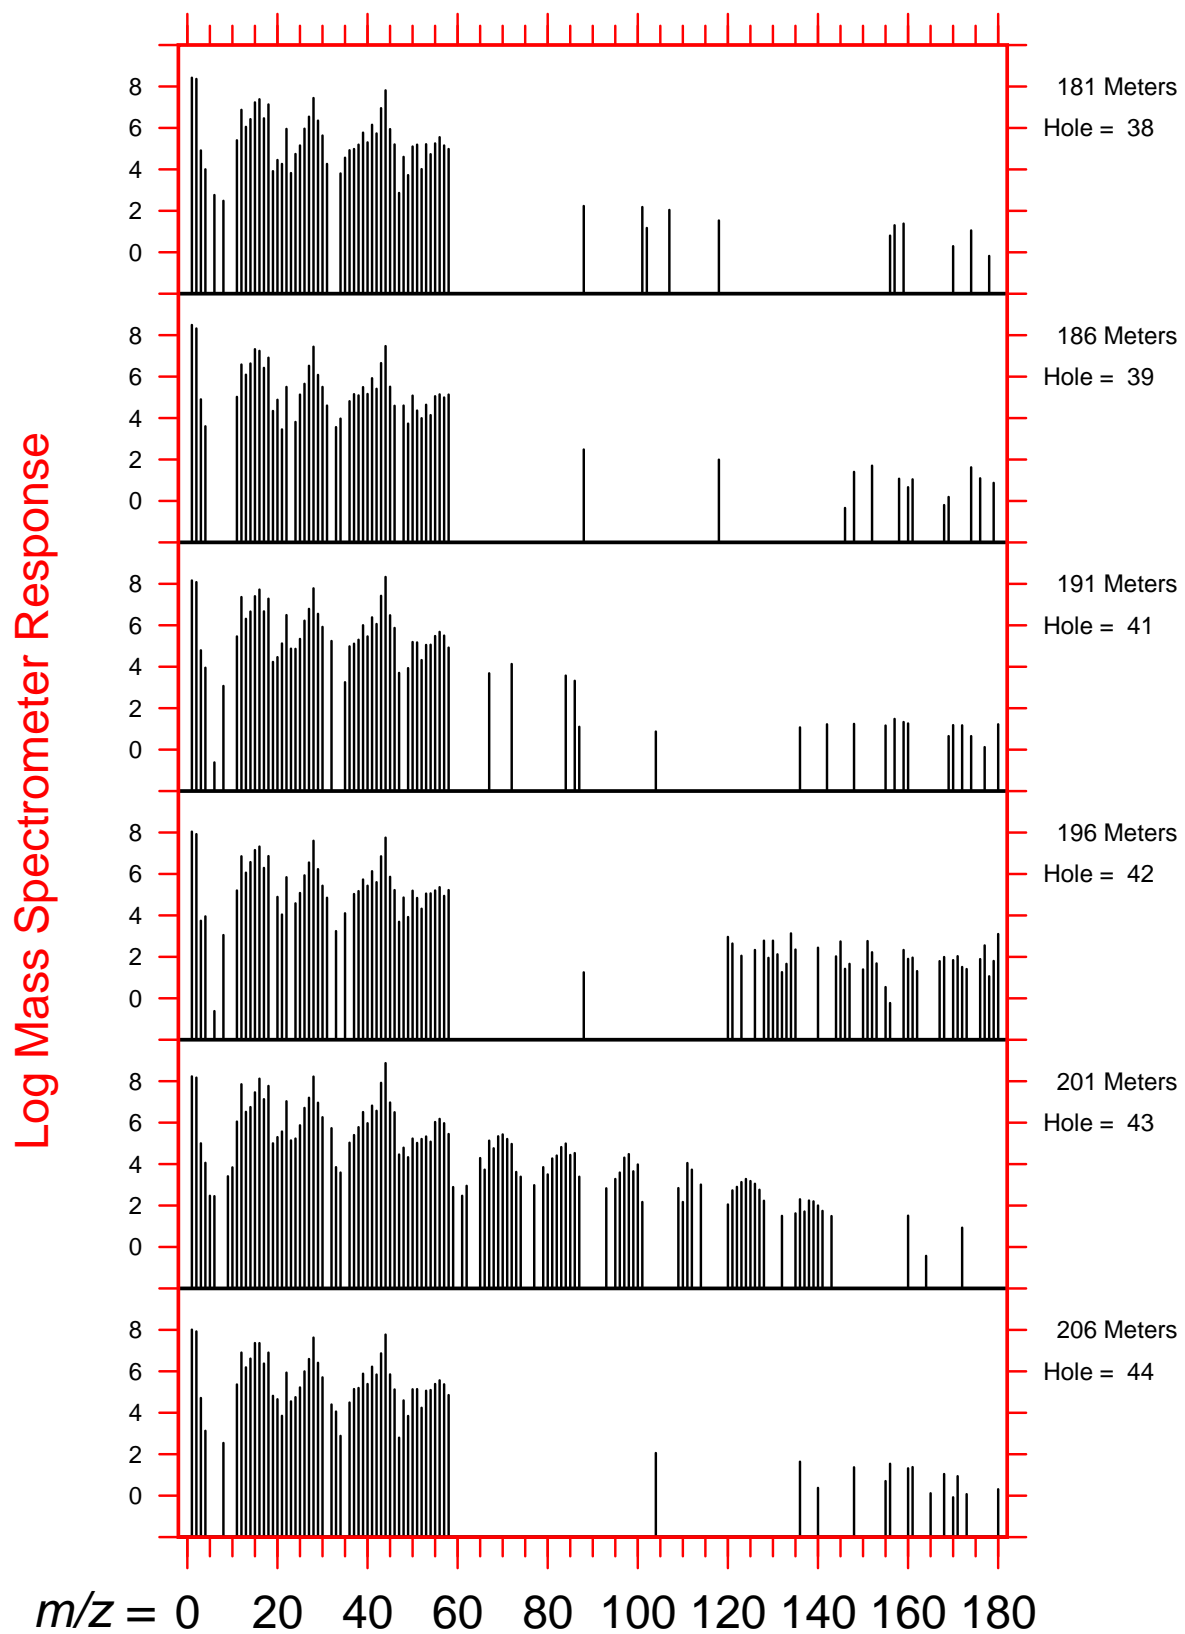 8
6
4
2
0
181 Meters
Hole = 38
8
6
4
2
0
186 Meters
Hole = 39
8
6
4
2
0
191 Meters
Hole = 41
8
6
4
2
0
196 Meters
Hole = 42
8
6
4
2
0
201 Meters
Hole = 43
8
6
4
2
0
206 Meters
Hole = 44
Log Mass Spectrometer Response
m/z = 0 20 40 60 80 100 120 140 160 180